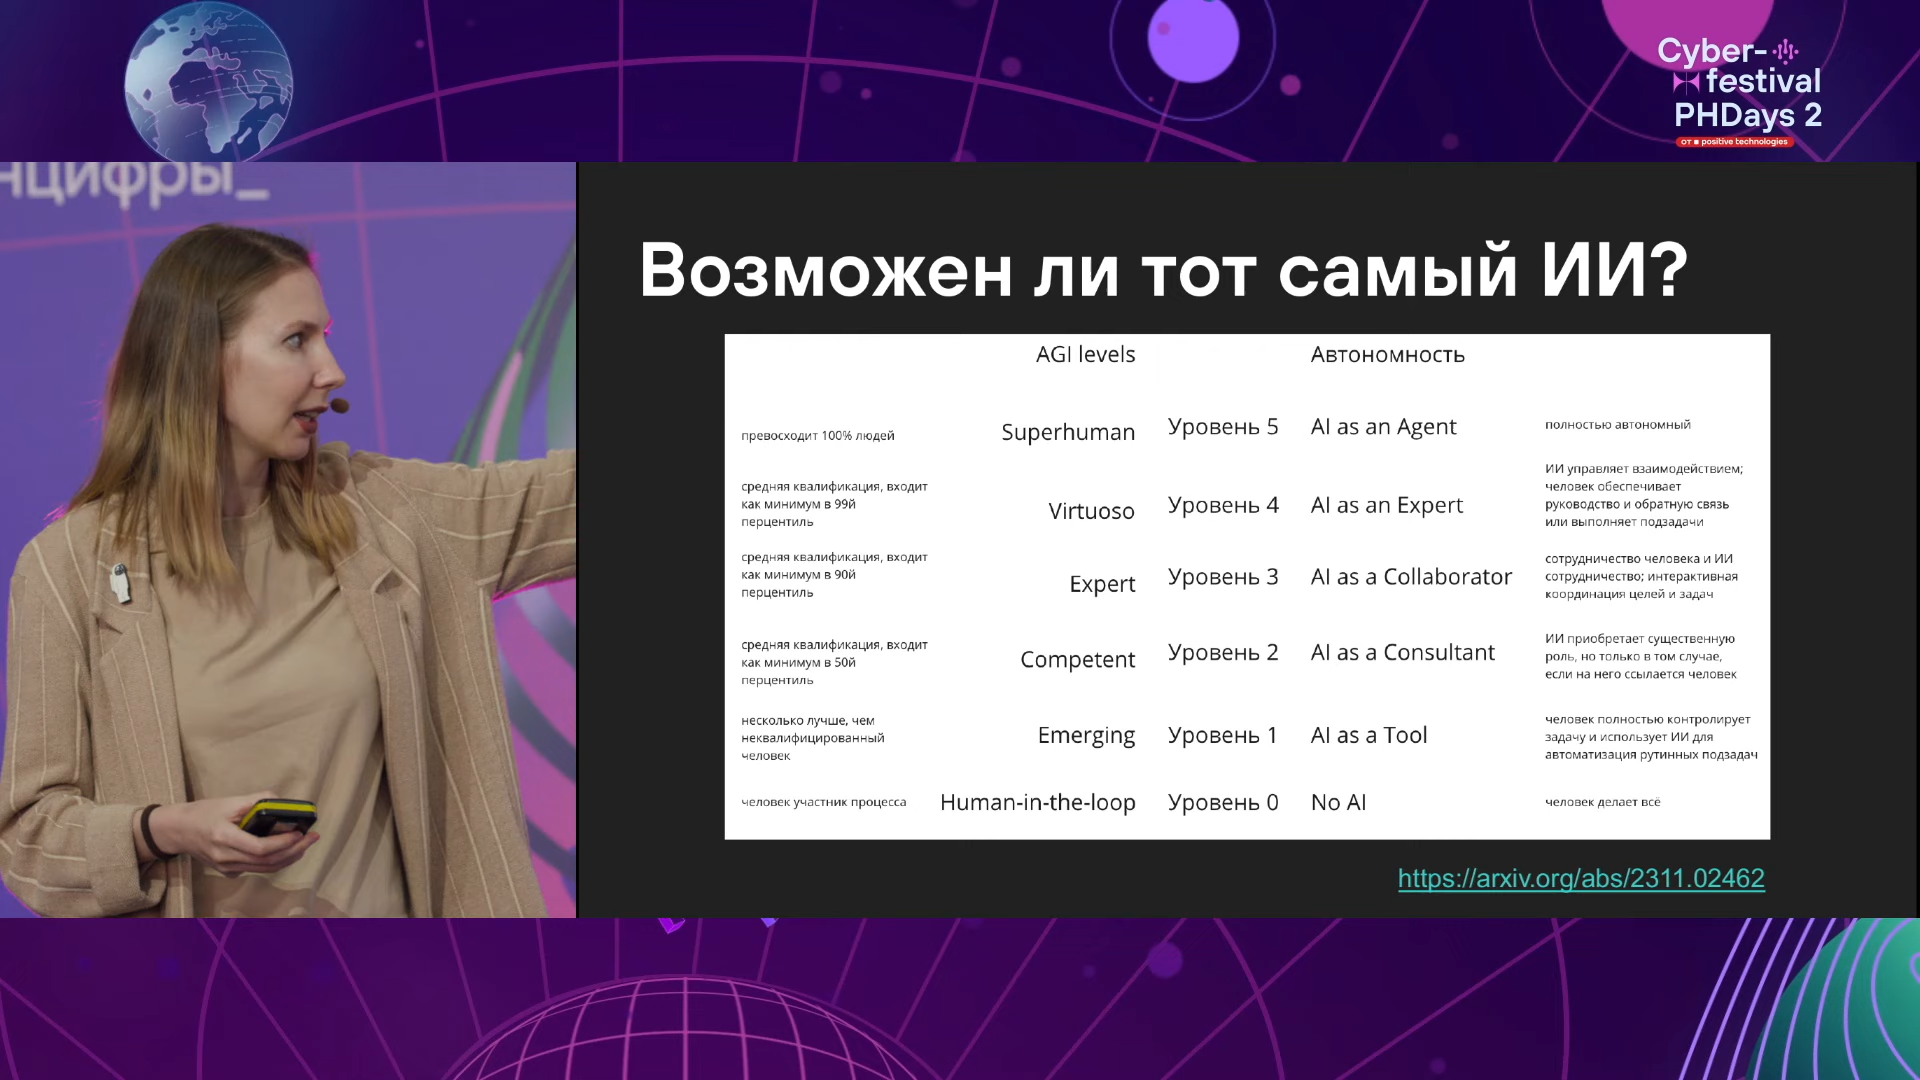 Cyber-
festival
PHDays 2
от positive technologies
нцифры_
Возможен ли тот самый ИИ?
AGI levels
Автономность
превосходит 100% людей
Superhuman
Уровень 5
AI as an Agent
полностью автономный
средняя квалификация, входит
как минимум в 99й
перцентиль
Virtuoso
Уровень 4
AI as an Expert
ИИ управляет взаимодействием;
человек обеспечивает
руководство и обратную связь
или выполняет подзадачи
средняя квалификация, входит
как минимум в 90й
перцентиль
Expert
Уровень 3
AI as a Collaborator
сотрудничество человека и ИИ
сотрудничество; интерактивная
координация целей и задач
средняя квалификация, входит
как минимум в 50й
перцентиль
Competent
Уровень 2
AI as a Consultant
ИИ приобретает существенную
роль, но только в том случае,
если на него ссылается человек
несколько лучше, чем
неквалифицированный
человек
Emerging
Уровень 1
AI as a Tool
человек полностью контролирует
задачу и использует ИИ для
автоматизация рутинных подзадач
человек участник процесса
Human-in-the-loop
Уровень 0
No AI
человек делает всё
https://arxiv.org/abs/2311.02462